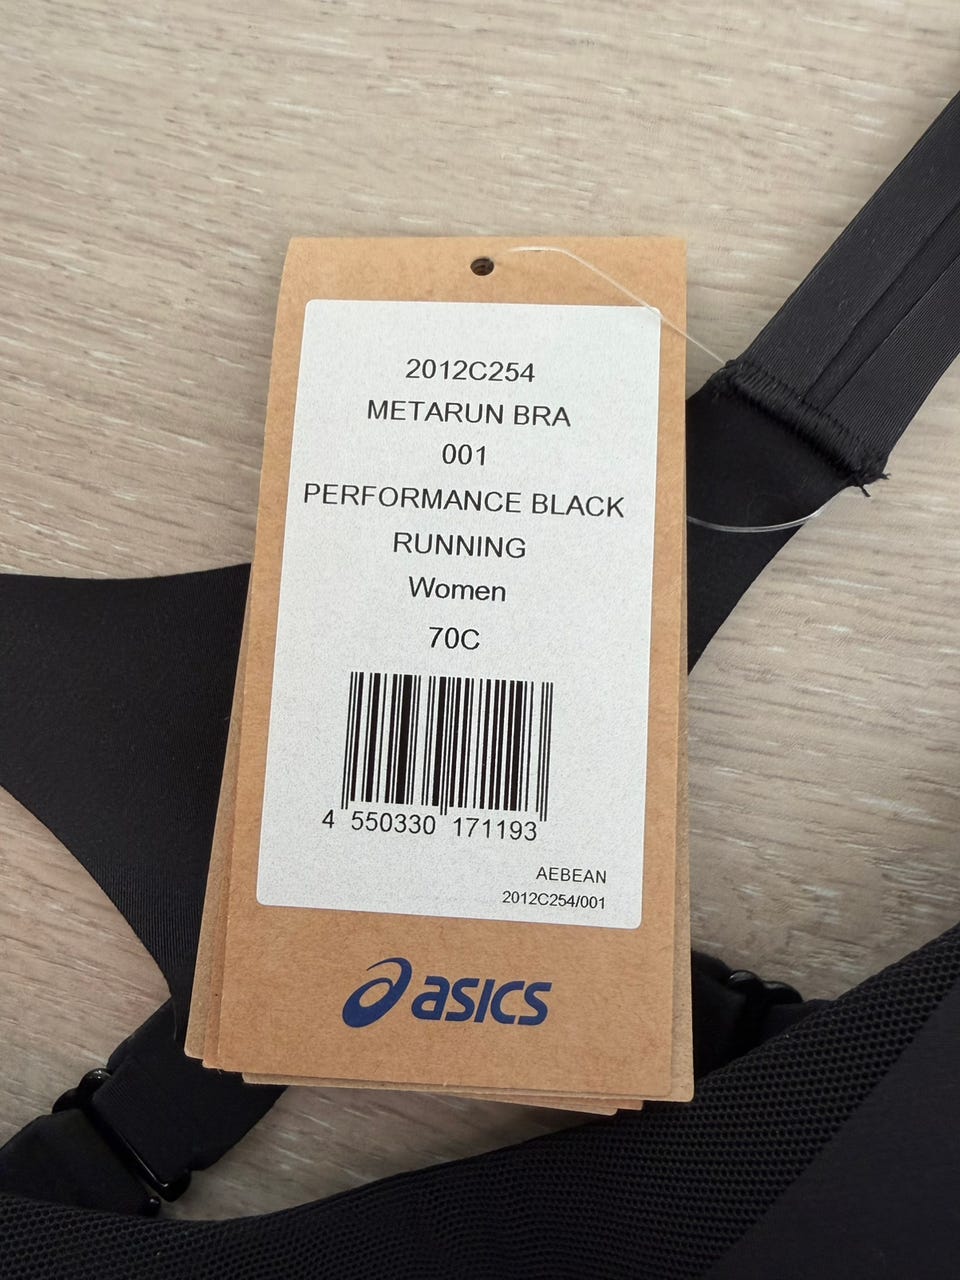 2012C254
METARUN BRA
001
PERFORMANCE BLACK
RUNNING
Women
70C
4 550330 171193
AEBEAN
2012C254/001
asics